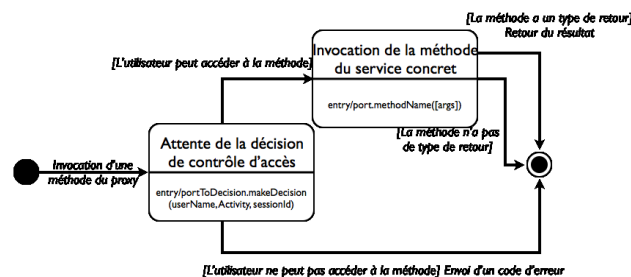 [La méthode a un type de retour]
Retour du résultat
Invocation de la méthode
du service concret
[L'utilisateur peut accéder à la méthode]
entry/port.methodName([args])
[La méthode n'a pas
de type de retour]
Attente de la décision
de contrôle d'accès
Invocation d'une
méthode du proxy
entry/portToDecision.makeDecision
(userName, Activity, sessionId)
[L'utilisateur ne peut pas accéder à la méthode] Envoi d'un code d'erreur